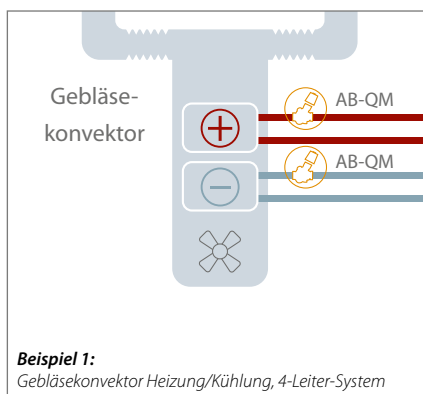 Gebläse-
konvektor
AB-QM
AB-QM
Beispiel 1:
Gebläsekonvektor Heizung/Kühlung, 4-Leiter-System